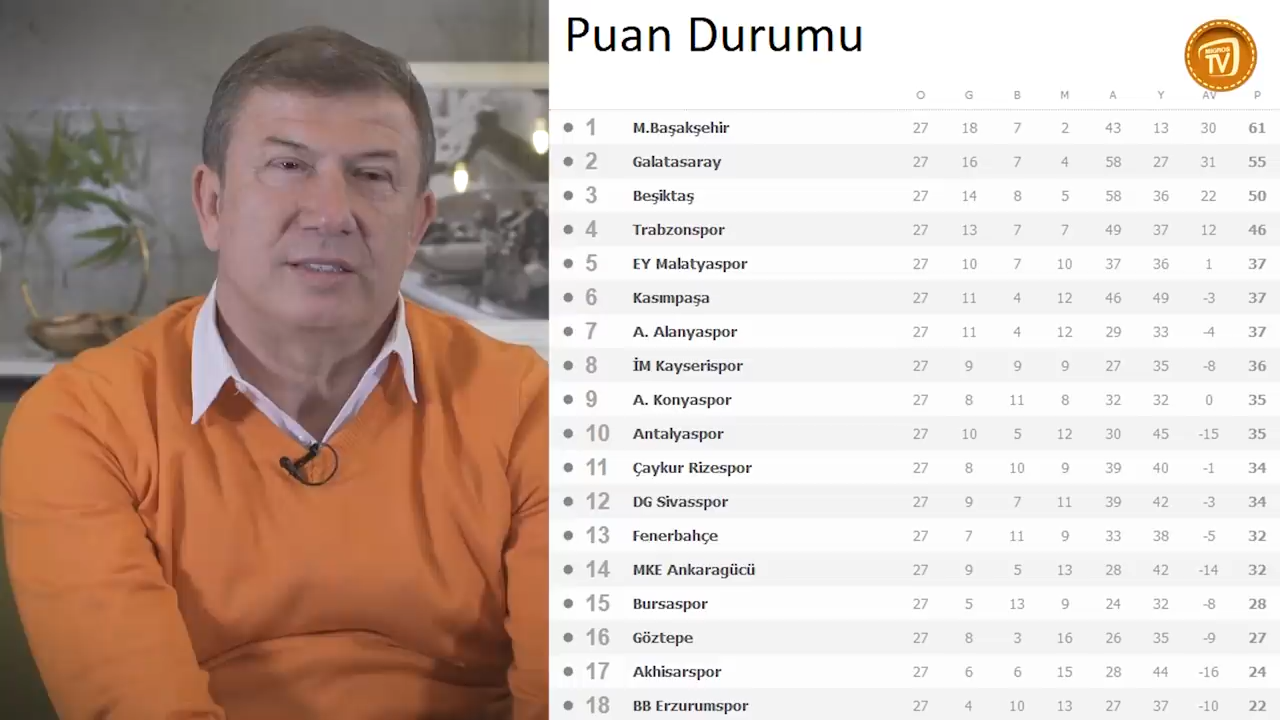 Puan Durumu
MIGROS
TV
O G B M A Y AV P
1 M.Başakşehir 27 18 7 2 43 13 30 61
2 Galatasaray 27 16 7 4 58 27 31 55
3 Beşiktaş 27 14 8 5 58 36 22 50
4 Trabzonspor 27 13 7 7 49 37 12 46
5 EY Malatyaspor 27 10 7 10 37 36 1 37
6 Kasımpaşa 27 11 4 12 46 49 -3 37
7 A. Alanyaspor 27 11 4 12 29 33 -4 37
8 İM Kayserispor 27 9 9 9 27 35 -8 36
9 A. Konyaspor 27 8 11 8 32 32 0 35
10 Antalyaspor 27 10 5 12 30 45 -15 35
11 Çaykur Rizespor 27 8 10 9 39 40 -1 34
12 DG Sivasspor 27 9 7 11 39 42 -3 34
13 Fenerbahçe 27 7 11 9 33 38 -5 32
14 MKE Ankaragücü 27 9 5 13 28 42 -14 32
15 Bursaspor 27 5 13 9 24 32 -8 28
16 Göztepe 27 8 3 16 26 35 -9 27
17 Akhisarspor 27 6 6 15 28 44 -16 24
18 BB Erzurumspor 27 4 10 13 27 37 -10 22